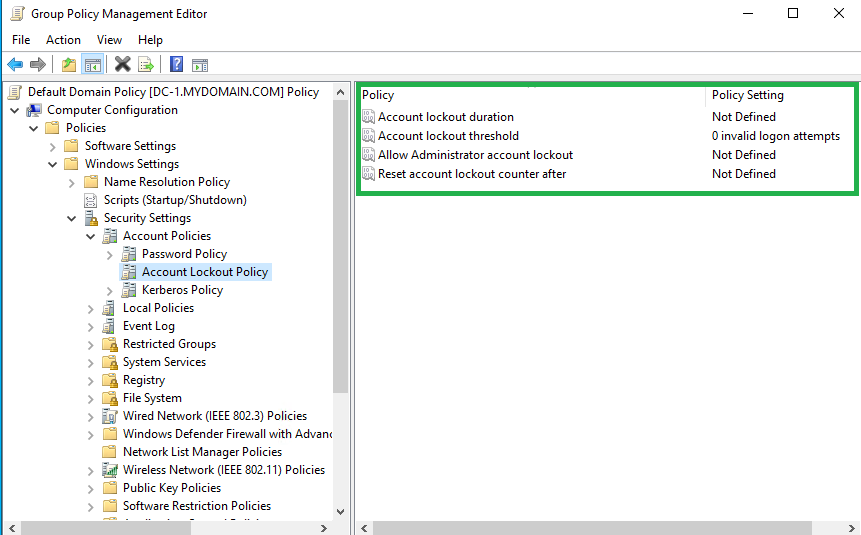 Group Policy Management Editor
File Action View Help
Default Domain Policy [DC-1.MYDOMAIN.COM] Policy
Computer Configuration
Policies
Software Settings
Windows Settings
Name Resolution Policy
Scripts (Startup/Shutdown)
Security Settings
Account Policies
Password Policy
Account Lockout Policy
Kerberos Policy
Local Policies
Event Log
Restricted Groups
System Services
Registry
File System
Wired Network (IEEE 802.3) Policies
Windows Defender Firewall with Advanc
Network List Manager Policies
Wireless Network (IEEE 802.11) Policies
Public Key Policies
Software Restriction Policies
Policy Policy Setting
Account lockout duration Not Defined
Account lockout threshold 0 invalid logon attempts
Allow Administrator account lockout Not Defined
Reset account lockout counter after Not Defined